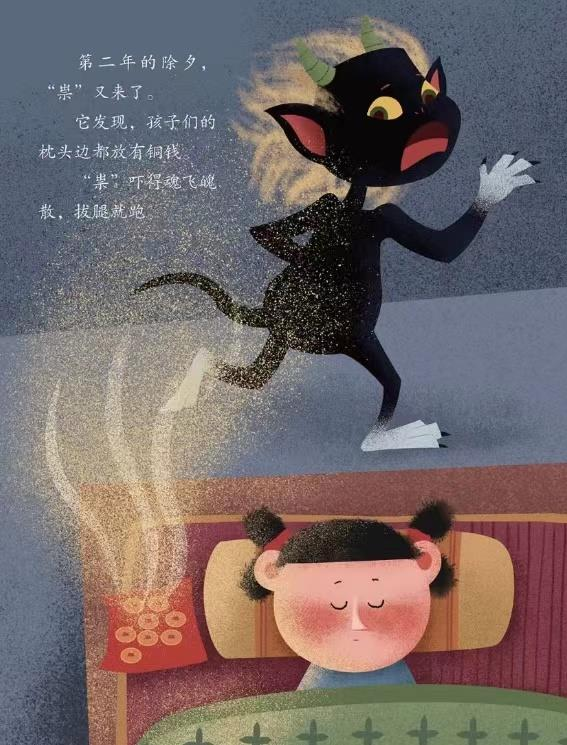 第二年的除夕，
“祟”又来了。
它发现，孩子们的
枕头边都放有铜钱
“祟”吓得魂飞魄
散，拔腿就跑